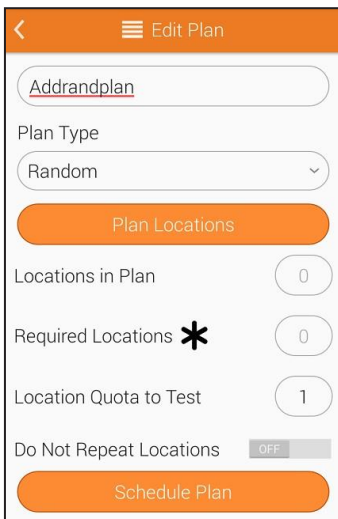 Edit Plan
Addrandplan
Plan Type
Random
Plan Locations
Locations in Plan 0
Required Locations * 0
Location Quota to Test 1
Do Not Repeat Locations OFF
Schedule Plan